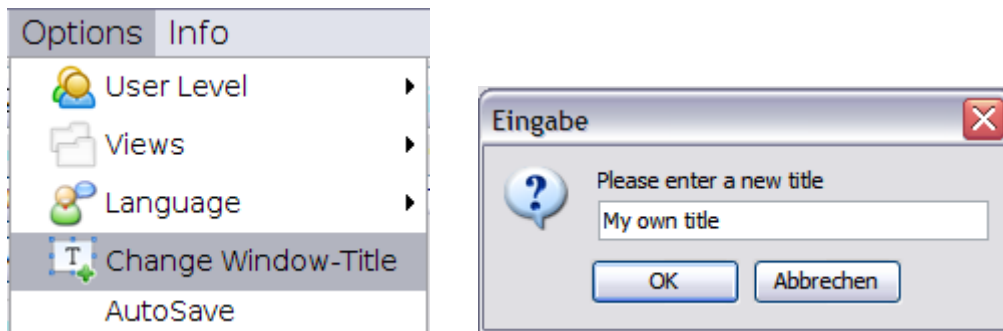 Options Info
User Level
Views
Language
T
Change Window-Title
AutoSave
Eingabe
?
Please enter a new title
My own title
OK Abbrechen